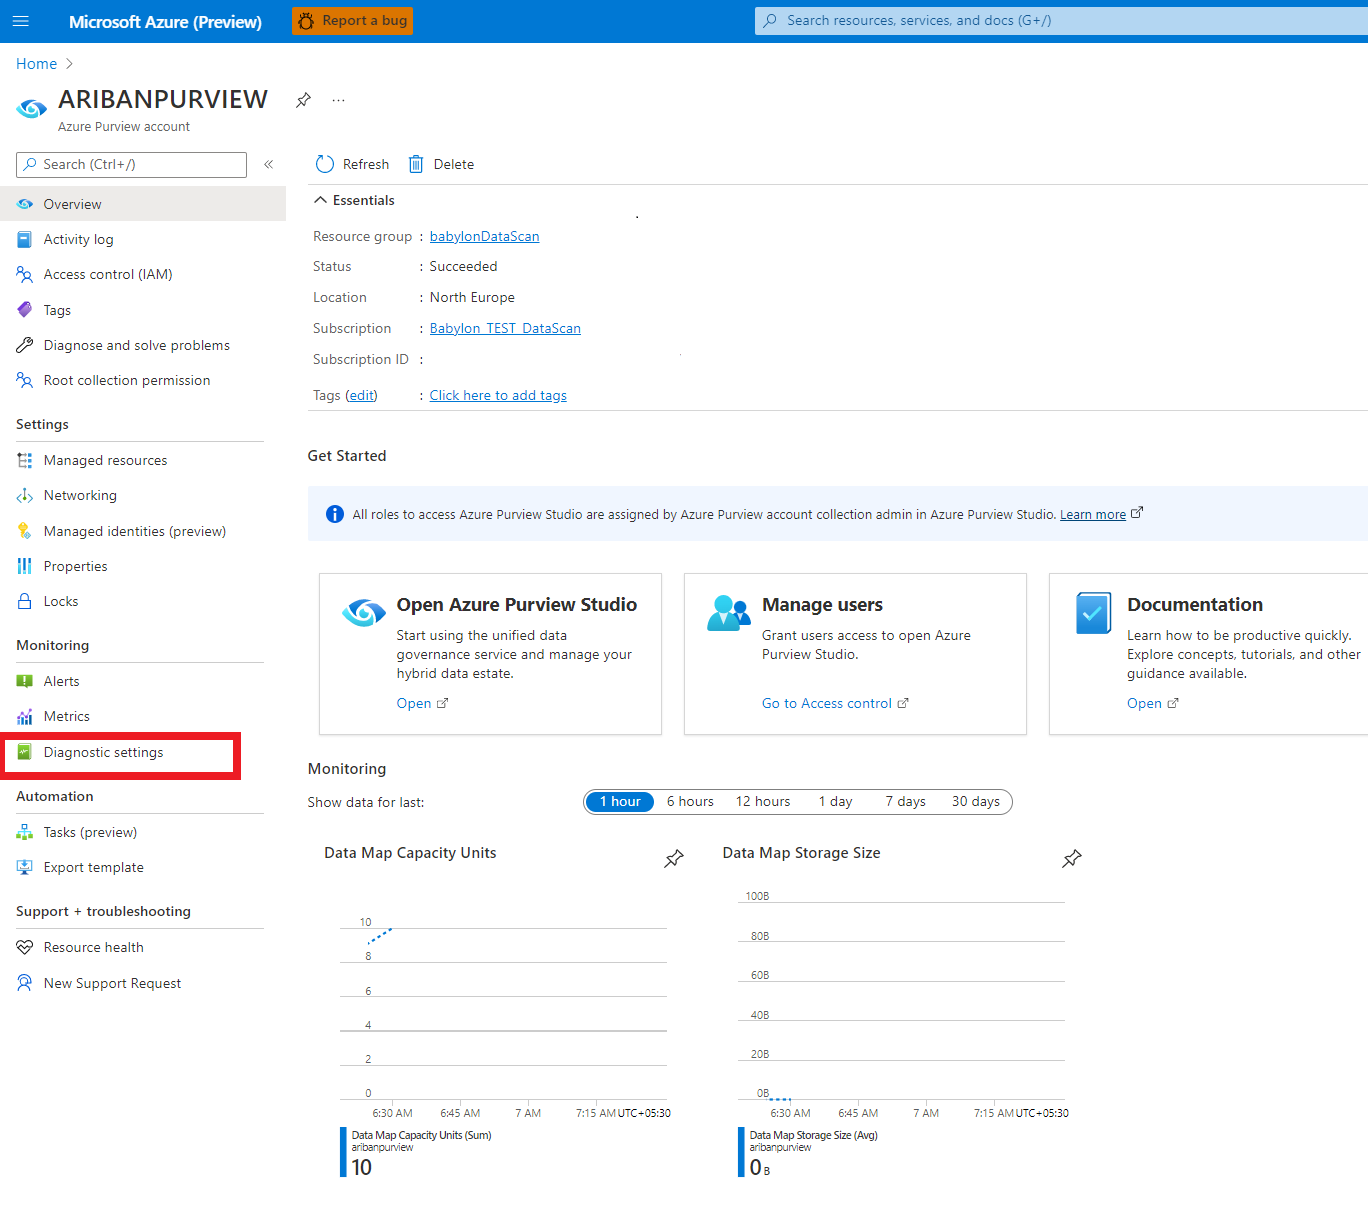 Microsoft Azure (Preview)
Report a bug
Search resources, services, and docs (G+/)
Home
ARIBANPURVIEW
...
Azure Purview account
Search (Ctrl+/)
«
Overview
Activity log
Access control (IAM)
Tags
Diagnose and solve problems
Root collection permission
Settings
Managed resources
Networking
Managed identities (preview)
Properties
Locks
Monitoring
Alerts
Metrics
Diagnostic settings
Automation
Tasks (preview)
Export template
Support + troubleshooting
Resource health
New Support Request
Refresh
Delete
Essentials
Resource group : babylonDataScan
Status : Succeeded
Location : North Europe
Subscription : Babylon_TEST_DataScan
Subscription ID :
Tags (edit) : Click here to add tags
Get Started
All roles to access Azure Purview Studio are assigned by Azure Purview account collection admin in Azure Purview Studio. Learn more
Open Azure Purview Studio
Start using the unified data
governance service and manage your
hybrid data estate.
Open
Manage users
Grant users access to open Azure
Purview Studio.
Go to Access control
Documentation
Learn how to be productive quickly.
Explore concepts, tutorials, and other
guidance available.
Open
Monitoring
Show data for last:
1 hour 6 hours 12 hours 1 day 7 days 30 days
Data Map Capacity Units
10
8
6
4
2
0
6:30 AM 6:45 AM 7 AM 7:15 AM UTC+05:30
Data Map Capacity Units (Sum)
aribanpurview
10
Data Map Storage Size
100B
80B
60B
40B
20B
0B
6:30 AM 6:45 AM 7 AM 7:15 AM UTC+05:30
Data Map Storage Size (Avg)
aribanpurview
0 B